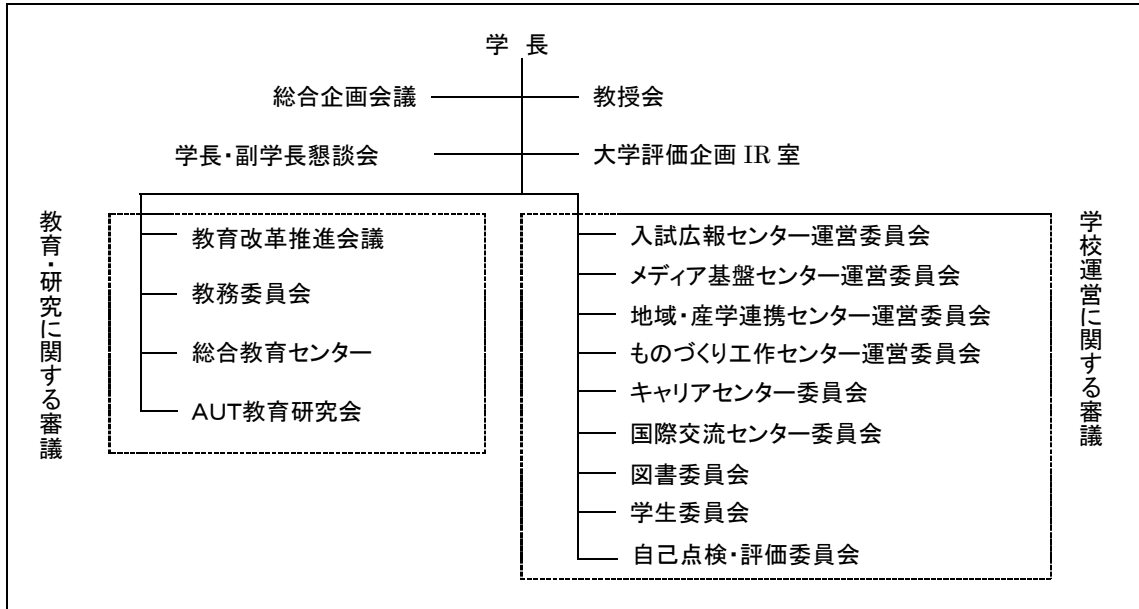 学 長
総合企画会議
教授会
学長・副学長懇談会
大学評価企画 IR 室
教育・研究に関する審議
教育改革推進会議
教務委員会
総合教育センター
AUT教育研究会
入試広報センター運営委員会
メディア基盤センター運営委員会
地域・産学連携センター運営委員会
ものづくり工作センター運営委員会
キャリアセンター委員会
国際交流センター委員会
図書委員会
学生委員会
自己点検・評価委員会
学校運営に関する審議